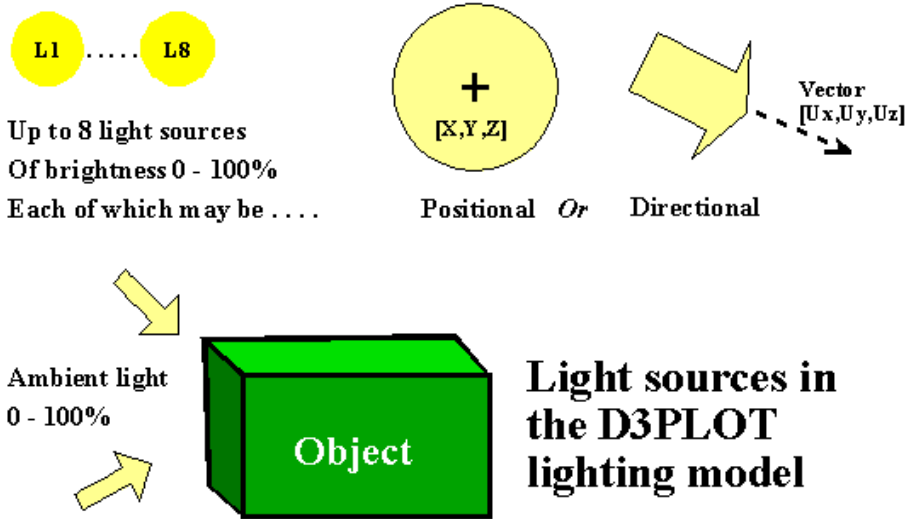 L1 ..... L8
Up to 8 light sources
Of brightness 0 - 100%
Each of which may be . . . .
[X,Y,Z]
Vector
[Ux,Uy,Uz]
Positional Or Directional
Ambient light
0 - 100%
Object
Light sources in
the D3PLOT
lighting model